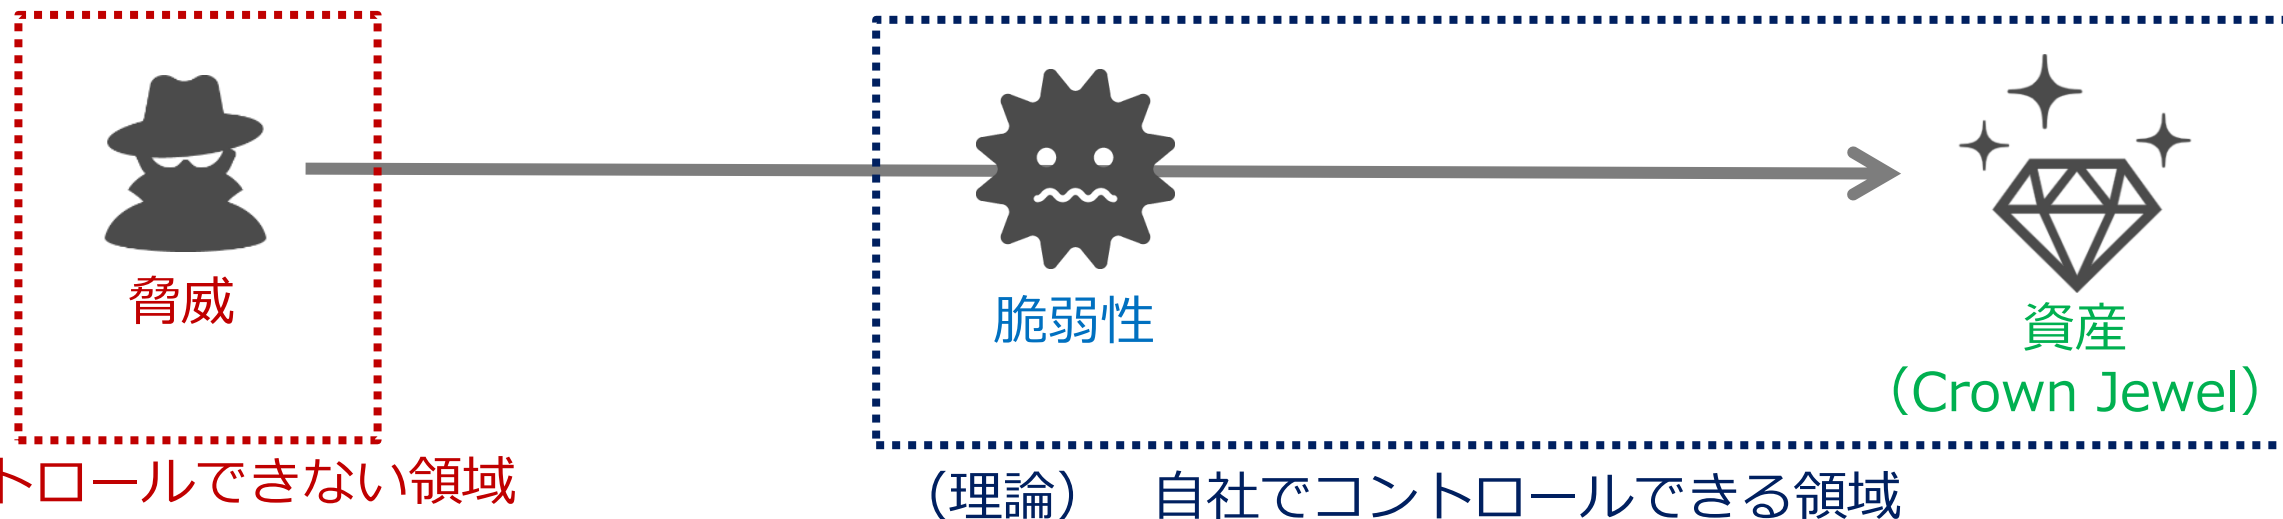 脅威
脆弱性
資産
（Crown Jewel）
トロールできない領域
（理論）　自社でコントロールできる領域